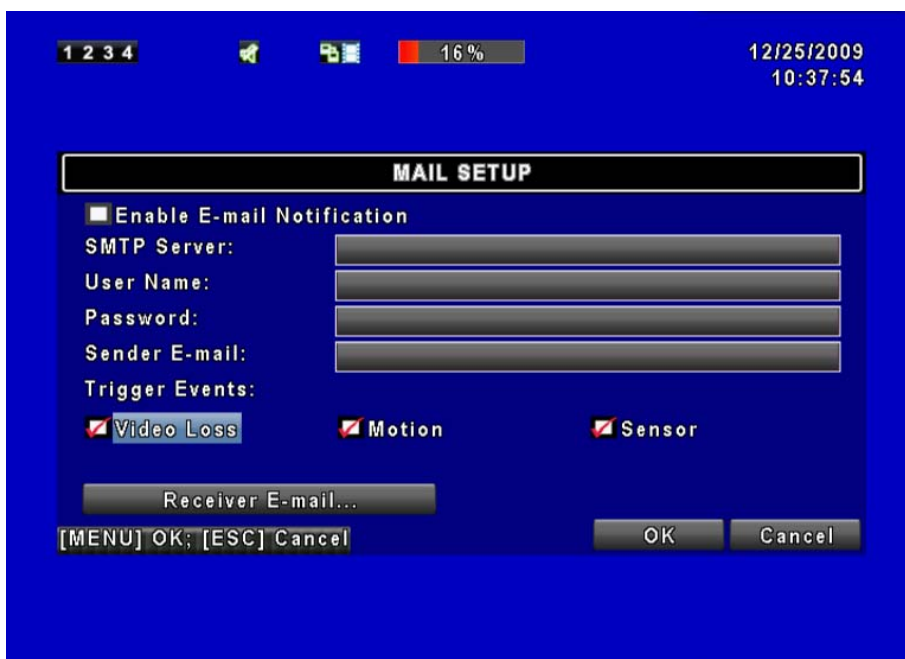 1 2 3 4 16% 12/25/2009
10:37:54
MAIL SETUP
Enable E-mail Notification
SMTP Server:
User Name:
Password:
Sender E-mail:
Trigger Events:
Video Loss Motion Sensor
Receiver E-mail...
[MENU] OK; [ESC] Cancel OK Cancel